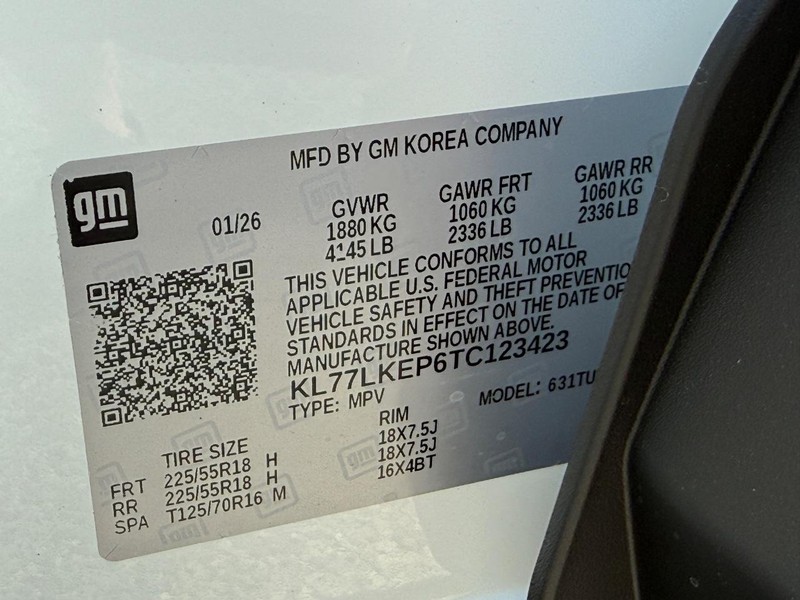 MFD BY GM KOREA COMPANY
gm
01/26
GVWR GAWR FRT GAWR RR
1880 KG 1060 KG 1060 KG
4145 LB 2336 LB 2336 LB
THIS VEHICLE CONFORMS TO ALL
APPLICABLE U.S. FEDERAL MOTOR
VEHICLE SAFETY AND THEFT PREVENTIO
STANDARDS IN EFFECT ON THE DATE OF
MANUFACTURE SHOWN ABOVE.
KL77LKEP6TC123423
TYPE: MPV MODEL: 631TU
TIRE SIZE RIM
FRT 225/55R18 H 18X7.5J
RR 225/55R18 H 18X7.5J
SPA T125/70R16 M 16X4BT